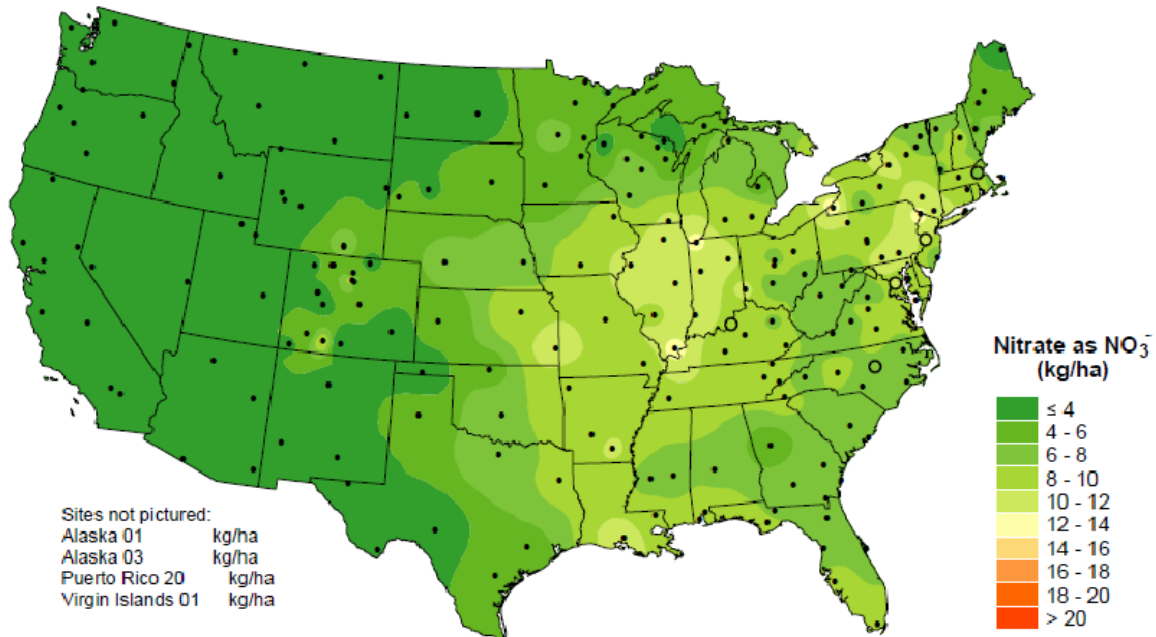 Sites not pictured:
Alaska 01 kg/ha
Alaska 03 kg/ha
Puerto Rico 20 kg/ha
Virgin Islands 01 kg/ha
Nitrate as NO₃⁻
(kg/ha)
≤ 4
4 - 6
6 - 8
8 - 10
10 - 12
12 - 14
14 - 16
16 - 18
18 - 20
> 20